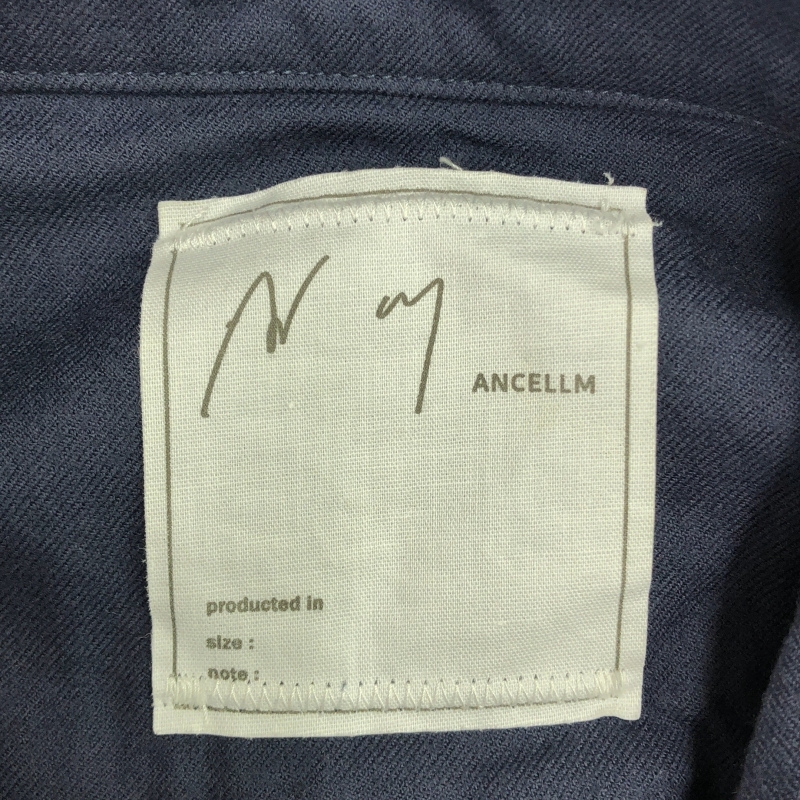 ANCELLM
producted in
size :
note :